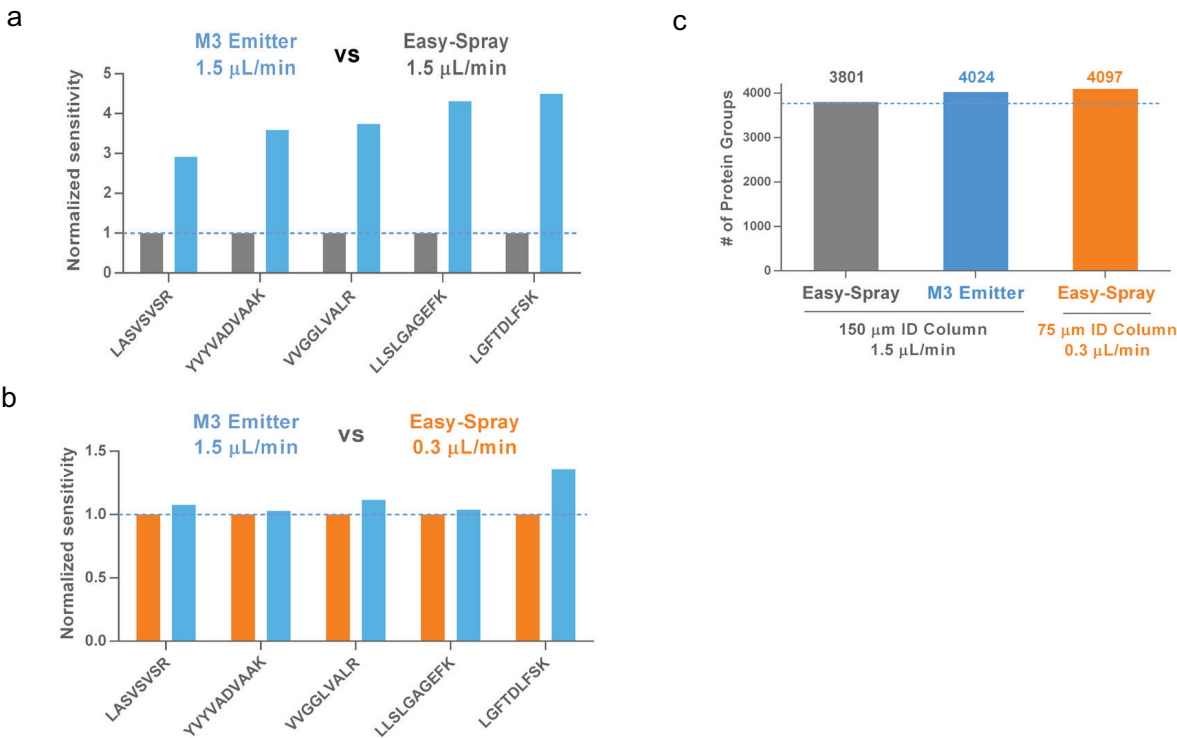 a
M3 Emitter
1.5 μL/min
vs
Easy-Spray
1.5 μL/min
Normalized sensitivity
5
4
3
2
1
0
LASVSVSR
YVYVADVAAK
VVGGLVALR
LLSLGAGEFK
LGFTDLFSK
b
M3 Emitter
1.5 μL/min
vs
Easy-Spray
0.3 μL/min
Normalized sensitivity
1.5
1.0
0.5
0.0
LASVSVSR
YVYVADVAAK
VVGGLVALR
LLSLGAGEFK
LGFTDLFSK
c
# of Protein Groups
4000
3000
2000
1000
0
3801
4024
4097
Easy-Spray
M3 Emitter
Easy-Spray
150 μm ID Column
1.5 μL/min
75 μm ID Column
0.3 μL/min